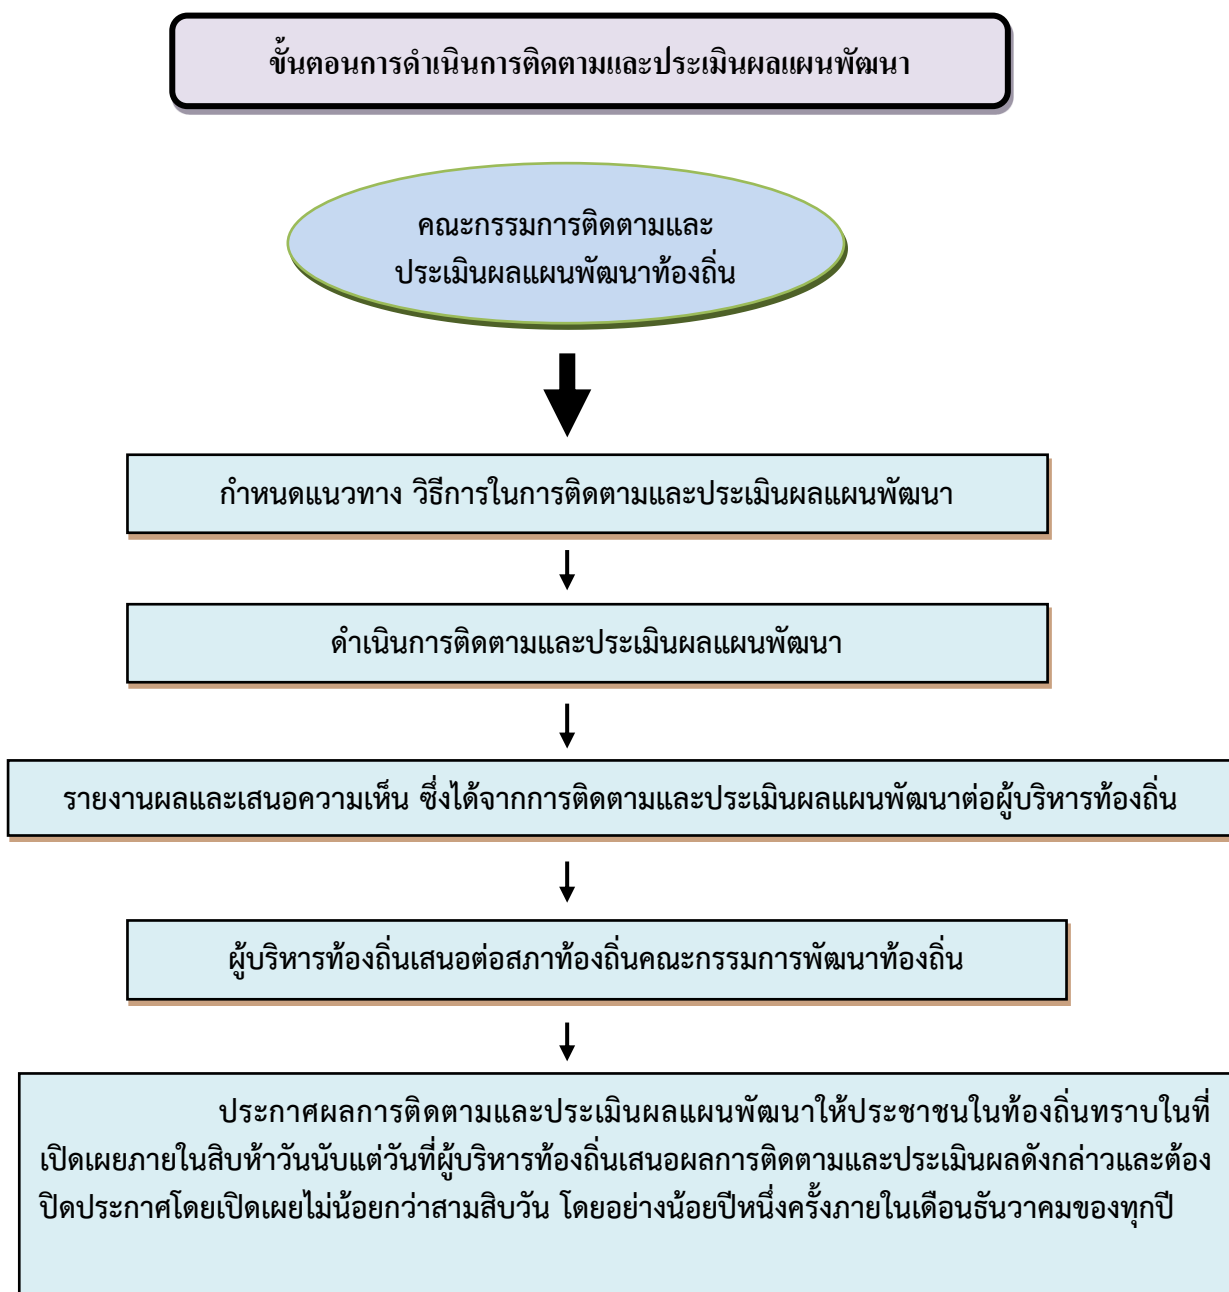 ขั้นตอนการดำเนินการติดตามและประเมินผลแผนพัฒนา
คณะกรรมการติดตามและ
ประเมินผลแผนพัฒนาท้องถิ่น
กำหนดแนวทาง วิธีการในการติดตามและประเมินผลแผนพัฒนา
ดำเนินการติดตามและประเมินผลแผนพัฒนา
รายงานผลและเสนอความเห็น ซึ่งได้จากการติดตามและประเมินผลแผนพัฒนาต่อผู้บริหารท้องถิ่น
ผู้บริหารท้องถิ่นเสนอต่อสภาท้องถิ่นคณะกรรมการพัฒนาท้องถิ่น
ประกาศผลการติดตามและประเมินผลแผนพัฒนาให้ประชาชนในท้องถิ่นทราบในที่
เปิดเผยภายในสิบห้าวันนับแต่วันที่ผู้บริหารท้องถิ่นเสนอผลการติดตามและประเมินผลดังกล่าวและต้อง
ปิดประกาศโดยเปิดเผยไม่น้อยกว่าสามสิบวัน โดยอย่างน้อยปีหนึ่งครั้งภายในเดือนธันวาคมของทุกปี